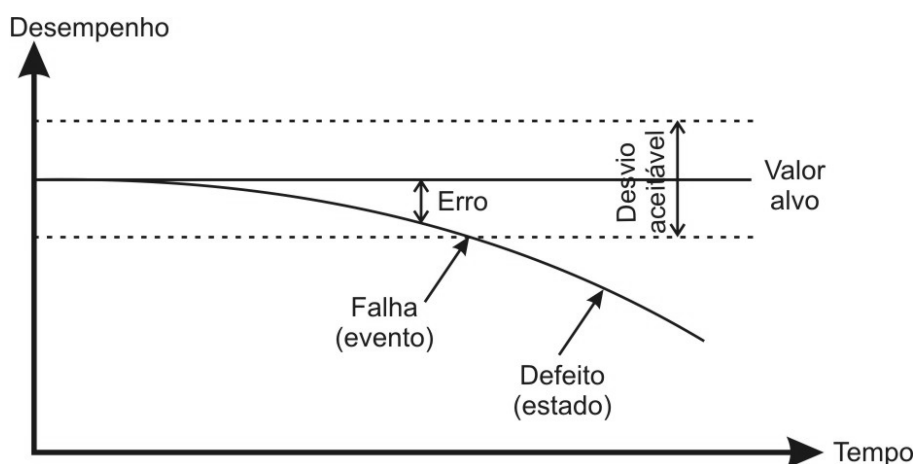 Desempenho
Desvio
aceitável
Valor
alvo
Erro
Falha
(evento)
Defeito
(estado)
Tempo